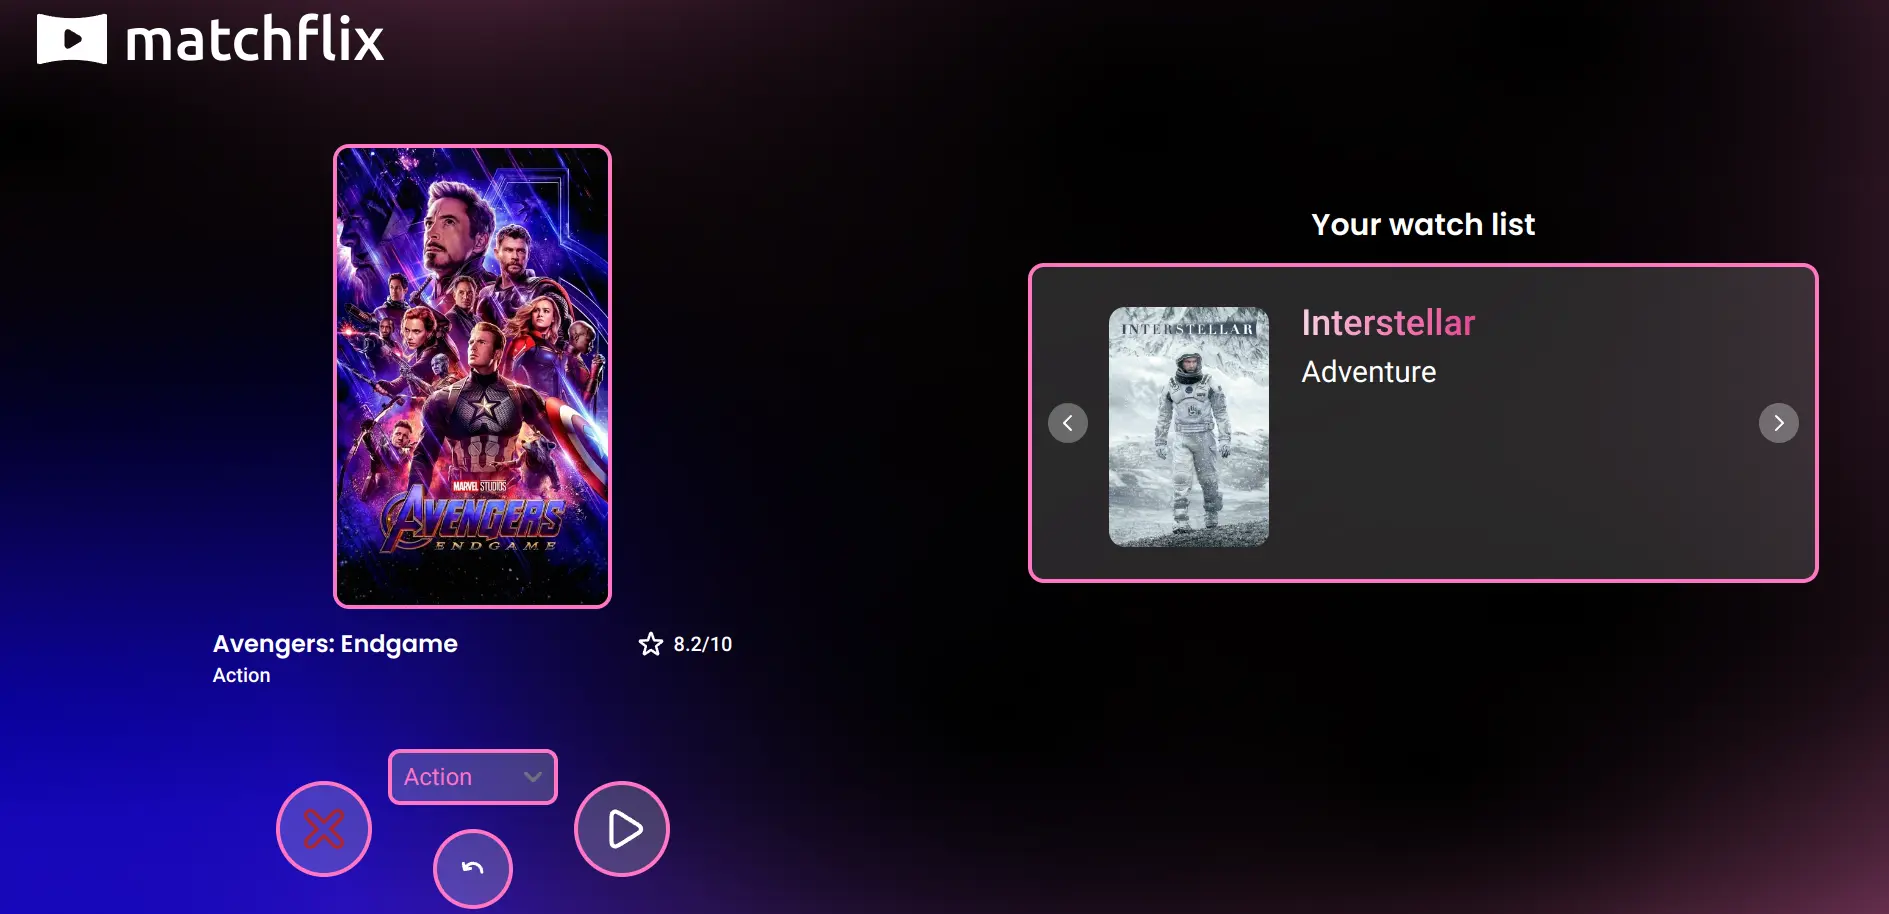 matchflix
MARVEL STUDIOS
AVENGERS
ENDGAME
Avengers: Endgame
8.2/10
Action
Action
Your watch list
INTERSTELLAR
Interstellar
Adventure